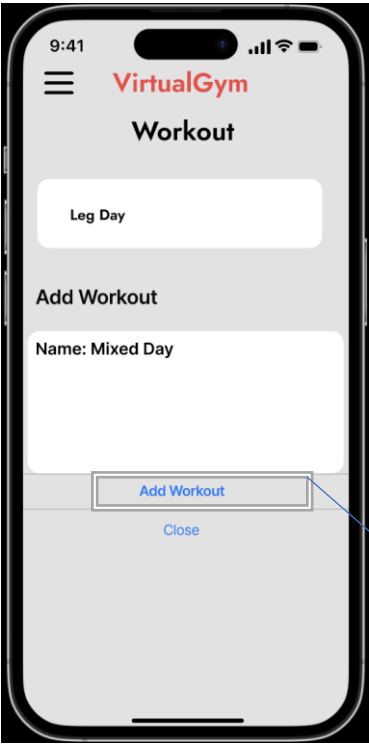 9:41
VirtualGym
Workout
Leg Day
Add Workout
Name: Mixed Day
Add Workout
Close